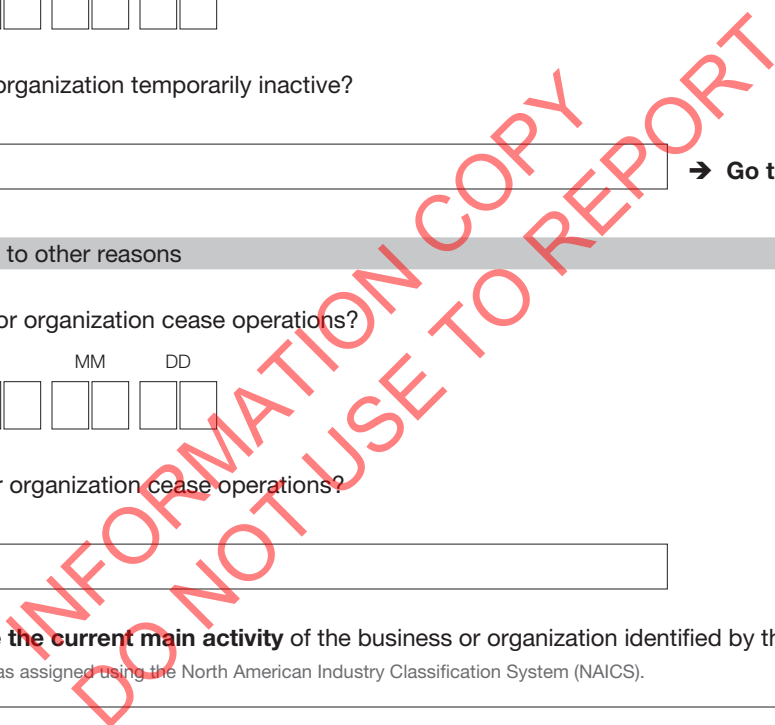 organization temporarily inactive?
➔ Go t
to other reasons
or organization cease operations?
MM DD
r organization cease operations?
e the current main activity of the business or organization identified by th
as assigned using the North American Industry Classification System (NAICS).
INFORMATION COPY
DO NOT USE TO REPORT